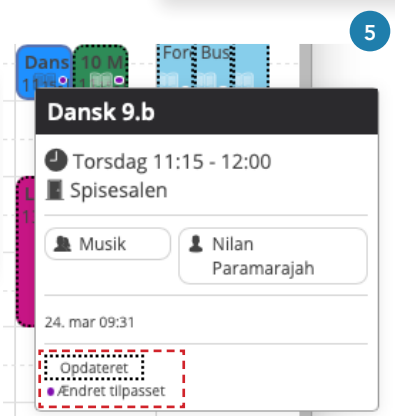 5
Dans 10 M
For Bus
Dansk 9.b
Torsdag 11:15 - 12:00
Spisesalen
Musik
Nilan
Paramarajah
24. mar 09:31
Opdateret
Ændret tilpasset